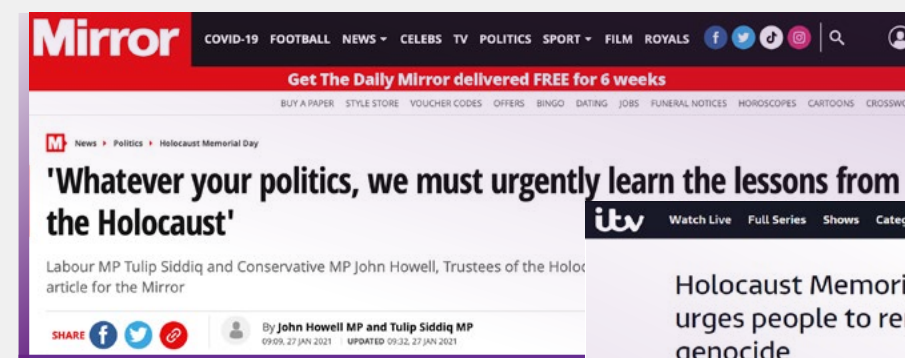 Mirror
COVID-19 FOOTBALL NEWS CELEBS TV POLITICS SPORT FILM ROYALS
Get The Daily Mirror delivered FREE for 6 weeks
BUY A PAPER STYLE STORE VOUCHER CODES OFFERS BINGO DATING JOBS FUNERAL NOTICES HOROSCOPES CARTOONS
M News Politics Holocaust Memorial Day
'Whatever your politics, we must urgently learn the lessons from
the Holocaust'
Labour MP Tulip Siddiq and Conservative MP John Howell, Trustees of the
article for the Mirror
SHARE
By John Howell MP and Tulip Siddiq MP
09:09, 27 JAN 2021 UPDATED 09:32, 27 JAN 2021
itv Watch Live Full Series Shows
Holocaust
urges people to
genocide